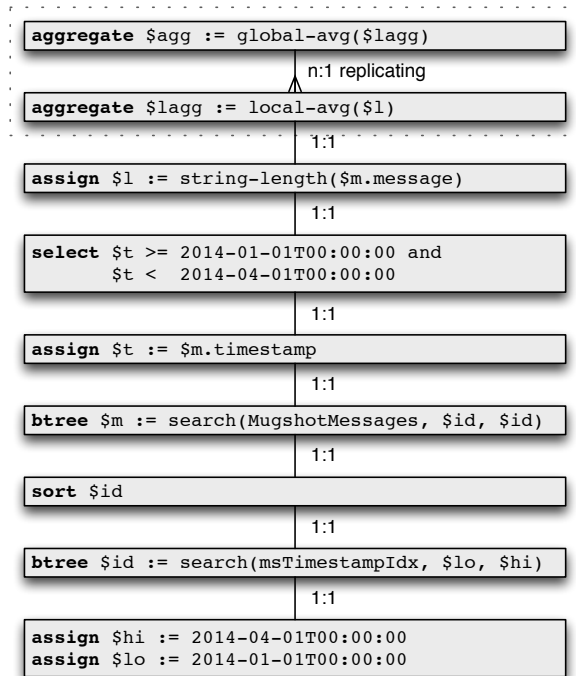 aggregate $agg := global-avg($lagg)
n:1 replicating
aggregate $lagg := local-avg($l)
1:1
assign $l := string-length($m.message)
1:1
select $t >= 2014-01-01T00:00:00 and
$t < 2014-04-01T00:00:00
1:1
assign $t := $m.timestamp
1:1
btree $m := search(MugshotMessages, $id, $id)
1:1
sort $id
1:1
btree $id := search(msTimestampIdx, $lo, $hi)
1:1
assign $hi := 2014-04-01T00:00:00
assign $lo := 2014-01-01T00:00:00